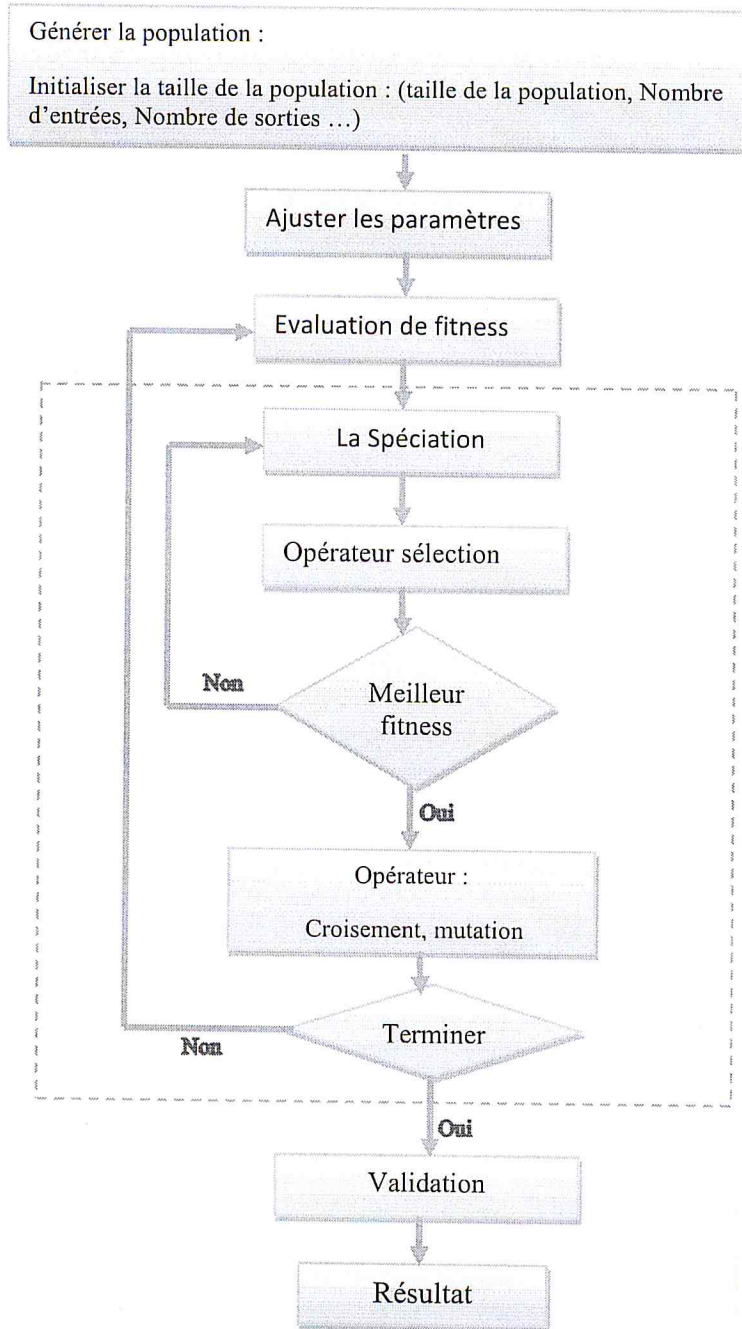 Générer la population :
Initialiser la taille de la population : (taille de la population, Nombre
d'entrées, Nombre de sorties ...)
Ajuster les paramètres
Evaluation de fitness
La Spéciation
Opérateur sélection
Non
Meilleur
fitness
Oui
Opérateur :
Croisement, mutation
Terminer
Non
Oui
Validation
Résultat